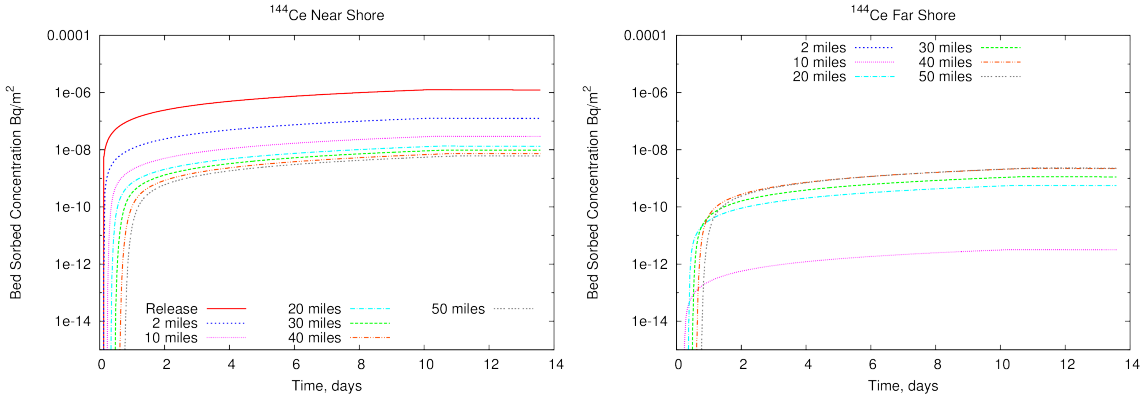 ¹⁴⁴Ce Near Shore
0.0001
1e-06
1e-08
1e-10
1e-12
1e-14
Bed Sorbed Concentration Bq/m²
Release
2 miles
10 miles
20 miles
30 miles
40 miles
50 miles
0 2 4 6 8 10 12 14
Time, days
¹⁴⁴Ce Far Shore
0.0001
1e-06
1e-08
1e-10
1e-12
1e-14
Bed Sorbed Concentration Bq/m²
2 miles
10 miles
20 miles
30 miles
40 miles
50 miles
0 2 4 6 8 10 12 14
Time, days